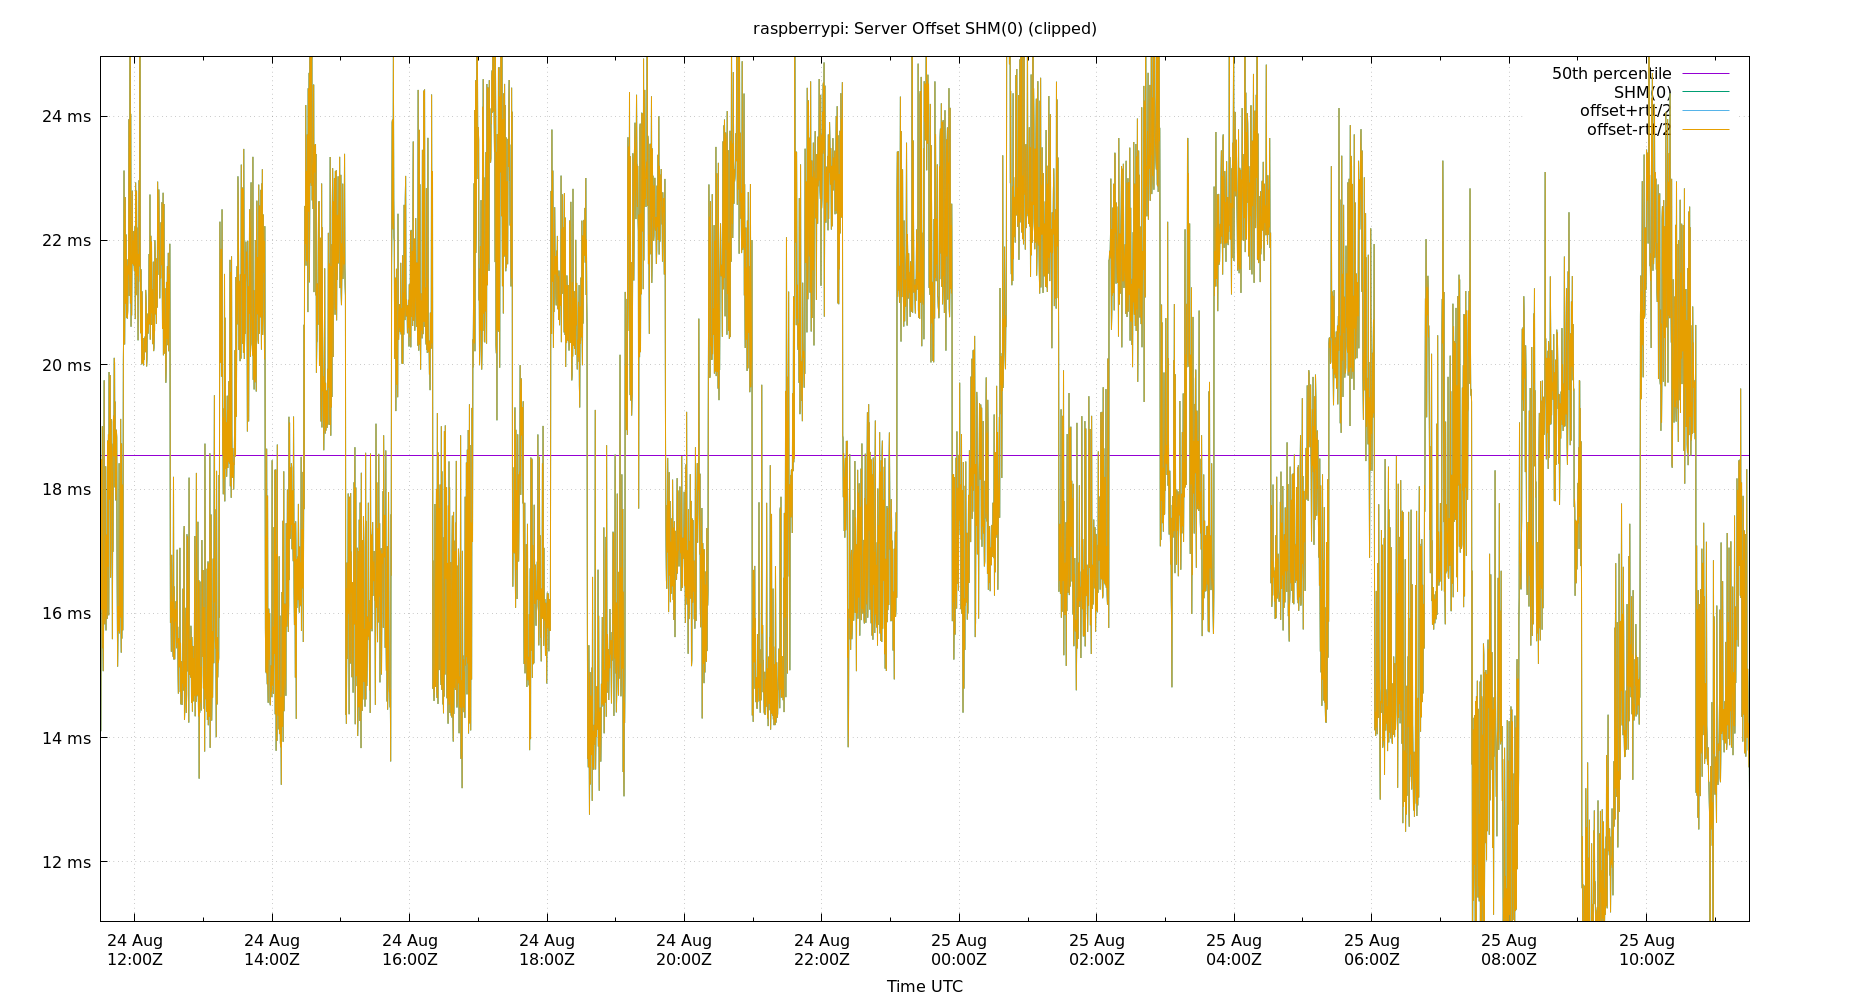 raspberrypi: Server Offset SHM(0) (clipped)
50th percentile
SHM(0)
offset+rtt/2
offset-rtt/2
24 ms
22 ms
20 ms
18 ms
16 ms
14 ms
12 ms
24 Aug 24 Aug 24 Aug 24 Aug 24 Aug 24 Aug 25 Aug 25 Aug 25 Aug 25 Aug 25 Aug 25 Aug
12:00Z 14:00Z 16:00Z 18:00Z 20:00Z 22:00Z 00:00Z 02:00Z 04:00Z 06:00Z 08:00Z 10:00Z
Time UTC